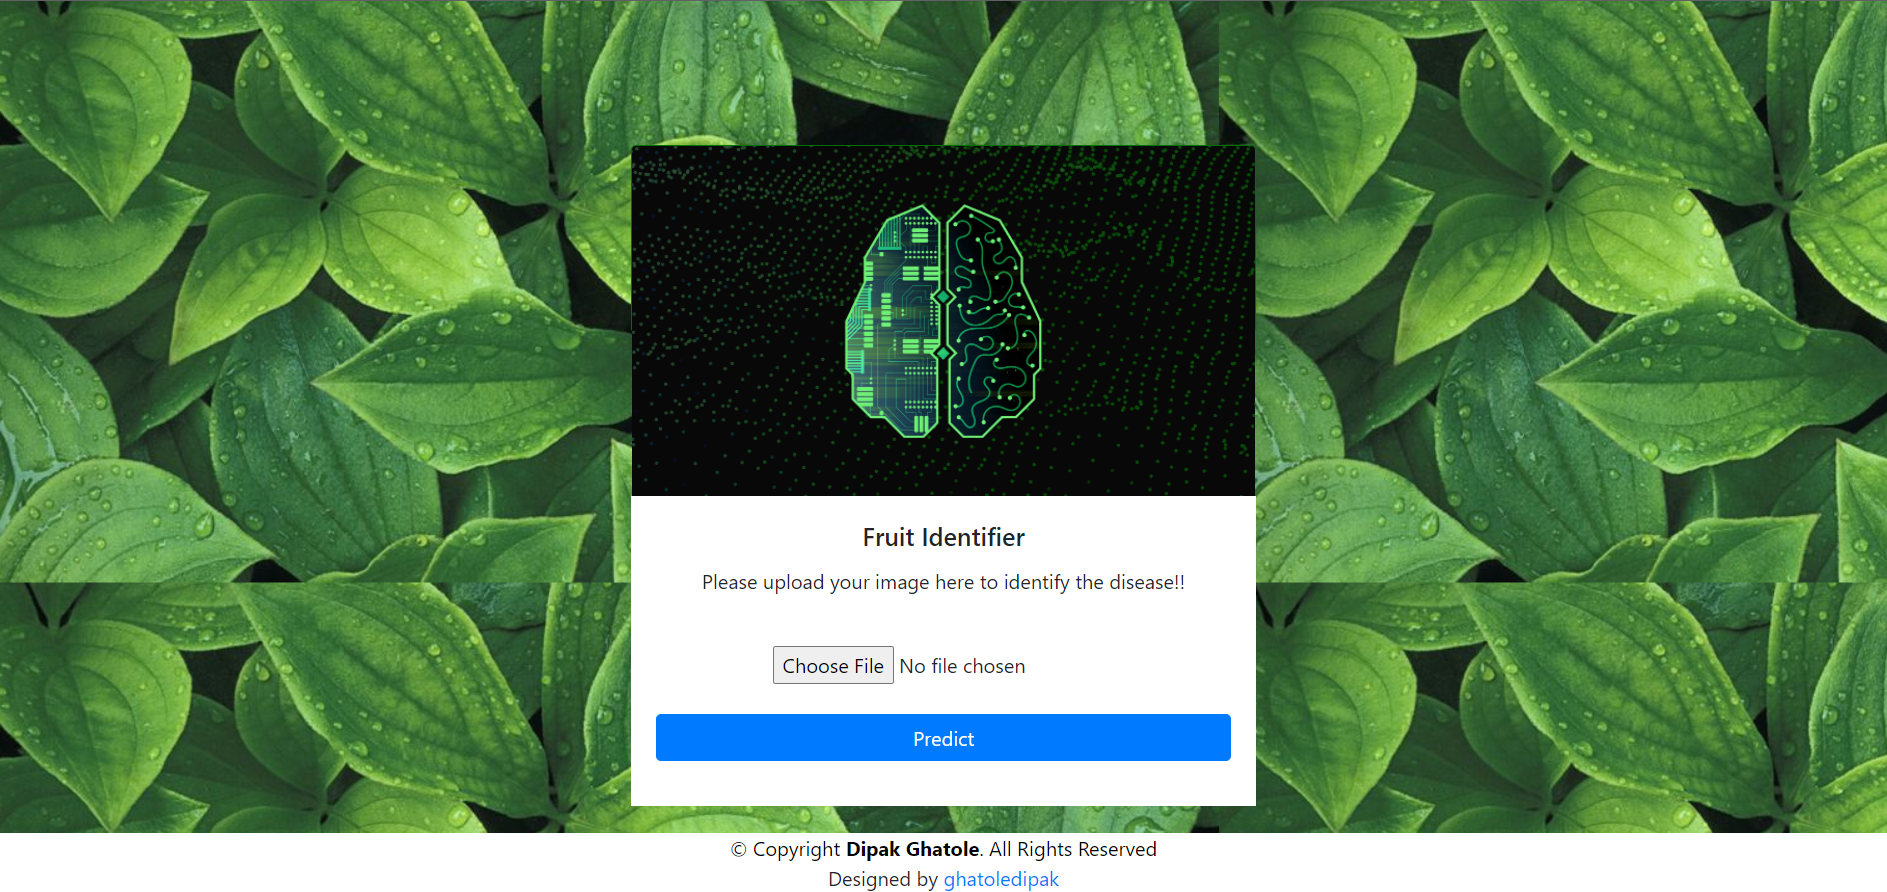 Fruit Identifier
Please upload your image here to identify the disease!!
Choose File No file chosen
Predict
© Copyright Dipak Ghatole. All Rights Reserved
Designed by ghatoledipak